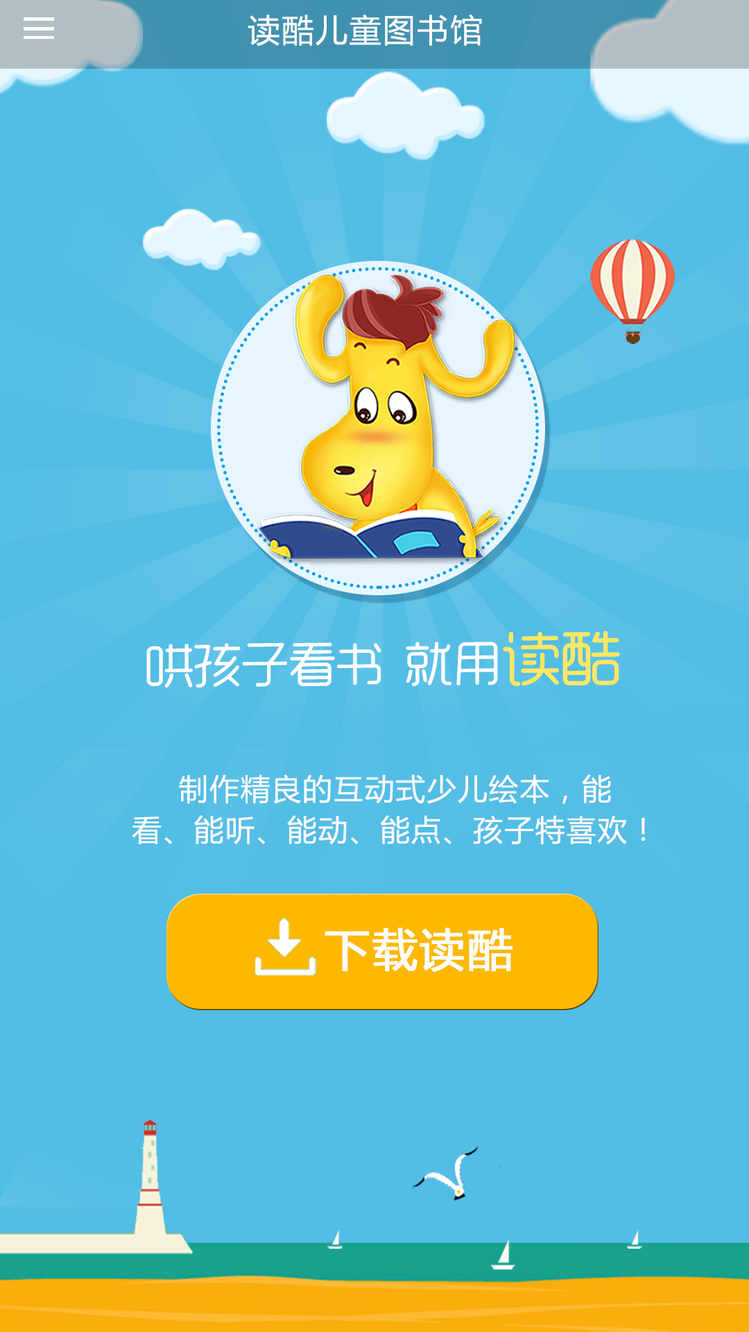 读酷儿童图书馆
哄孩子看书 就用读酷
制作精良的互动式少儿绘本，能
看、能听、能动、能点、孩子特喜欢！
下载读酷